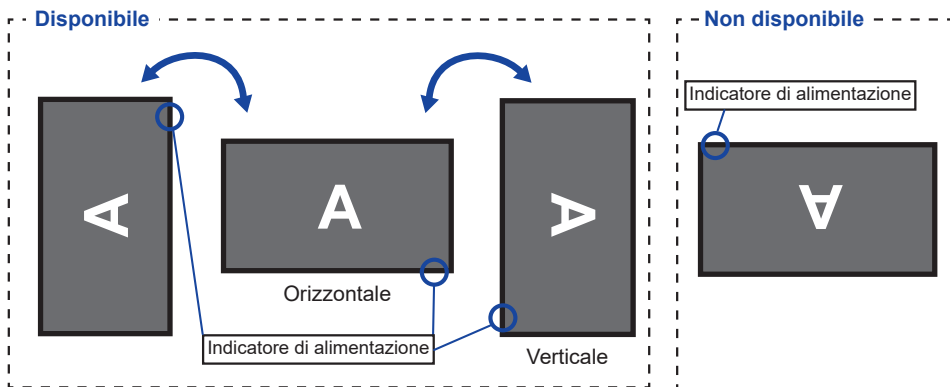 Disponibile
Non disponibile
Indicatore di alimentazione
A
A
A
A
Orizzontale
Indicatore di alimentazione
Verticale